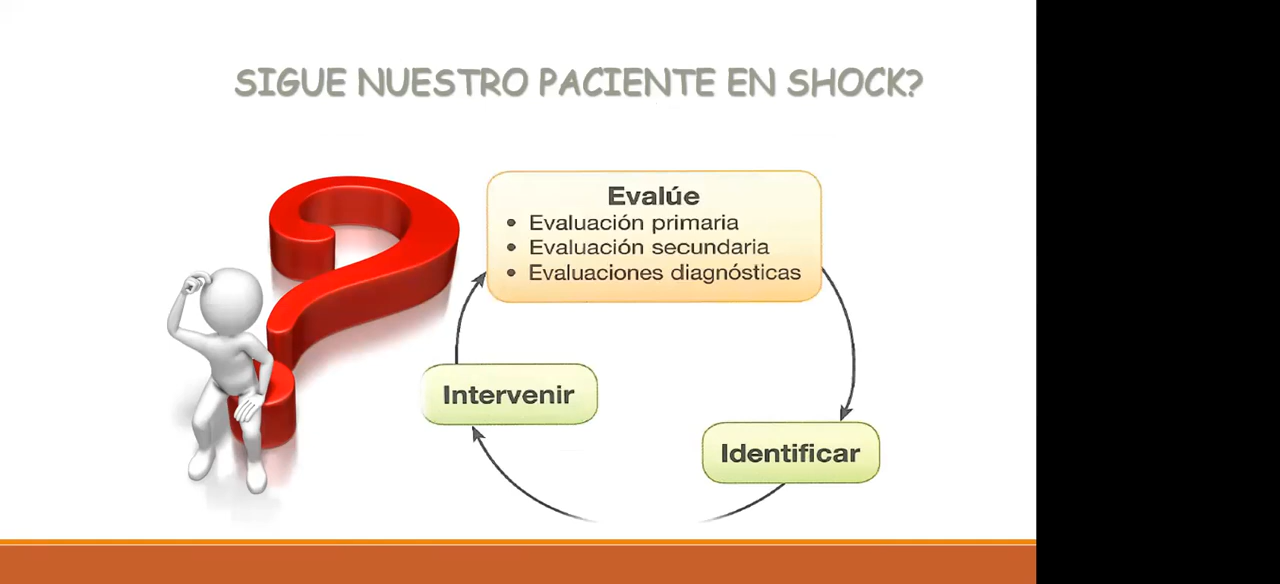 SIGUE NUESTRO PACIENTE EN SHOCK?
Evalúe
• Evaluación primaria
• Evaluación secundaria
• Evaluaciones diagnósticas
Intervenir
Identificar